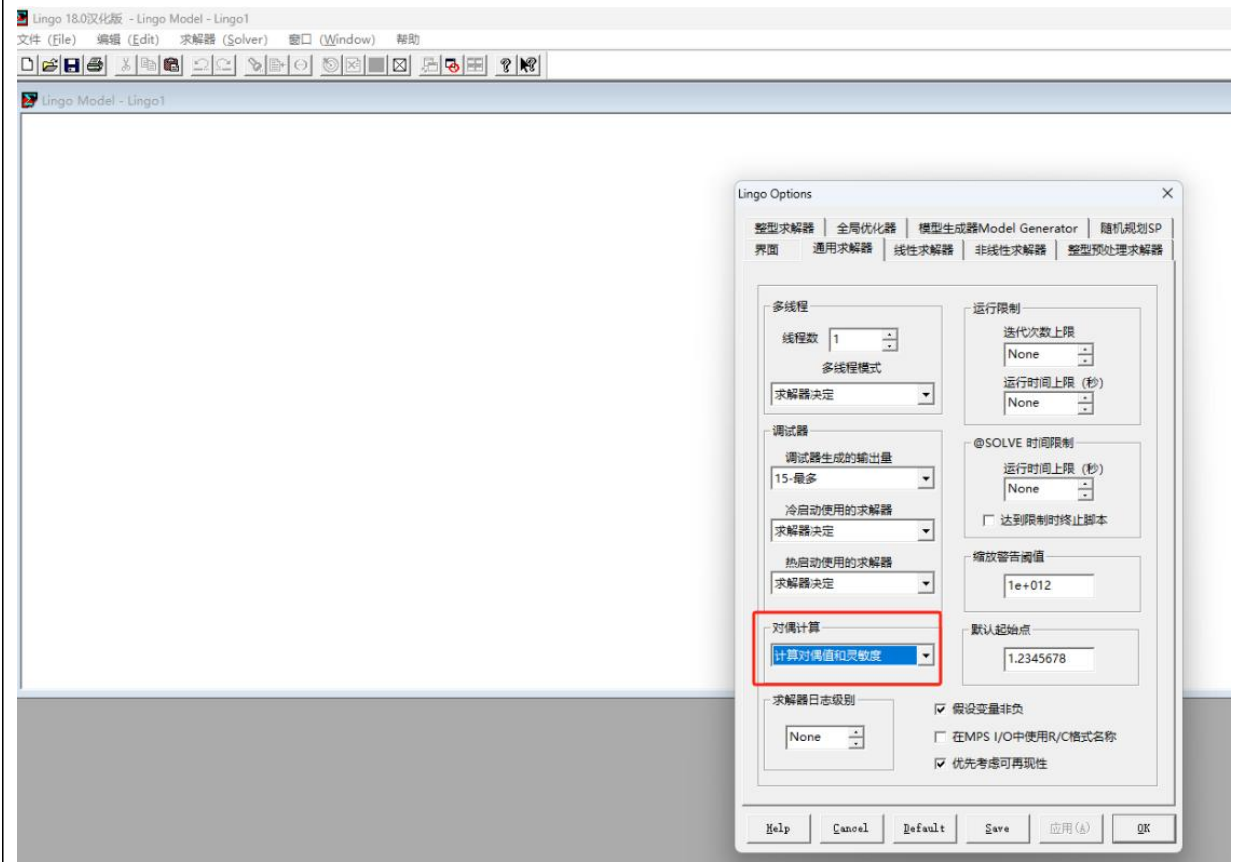 Lingo 18.0汉化版 - Lingo Model - Lingo1
文件 (File) 编辑 (Edit) 求解器 (Solver) 窗口 (Window) 帮助
Lingo Model - Lingo1
Lingo Options
整型求解器 全局优化器 模型生成器Model Generator 随机规划SP
界面 通用求解器 线性求解器 非线性求解器 整型预处理求解器
多线程
线程数 1
多线程模式
求解器决定
调试器
调试器生成的输出量
15-最多
冷启动使用的求解器
求解器决定
热启动使用的求解器
求解器决定
对偶计算
计算对偶值和灵敏度
求解器日志级别
None
运行限制
迭代次数上限
None
运行时间上限 (秒)
None
@SOLVE 时间限制
运行时间上限 (秒)
None
达到限制时终止脚本
缩放警告阈值
1e+012
默认起始点
1.2345678
假设变量非负
在MPS I/O中使用R/C格式名称
优先考虑可再现性
Help Cancel Default Save 应用(A) OK